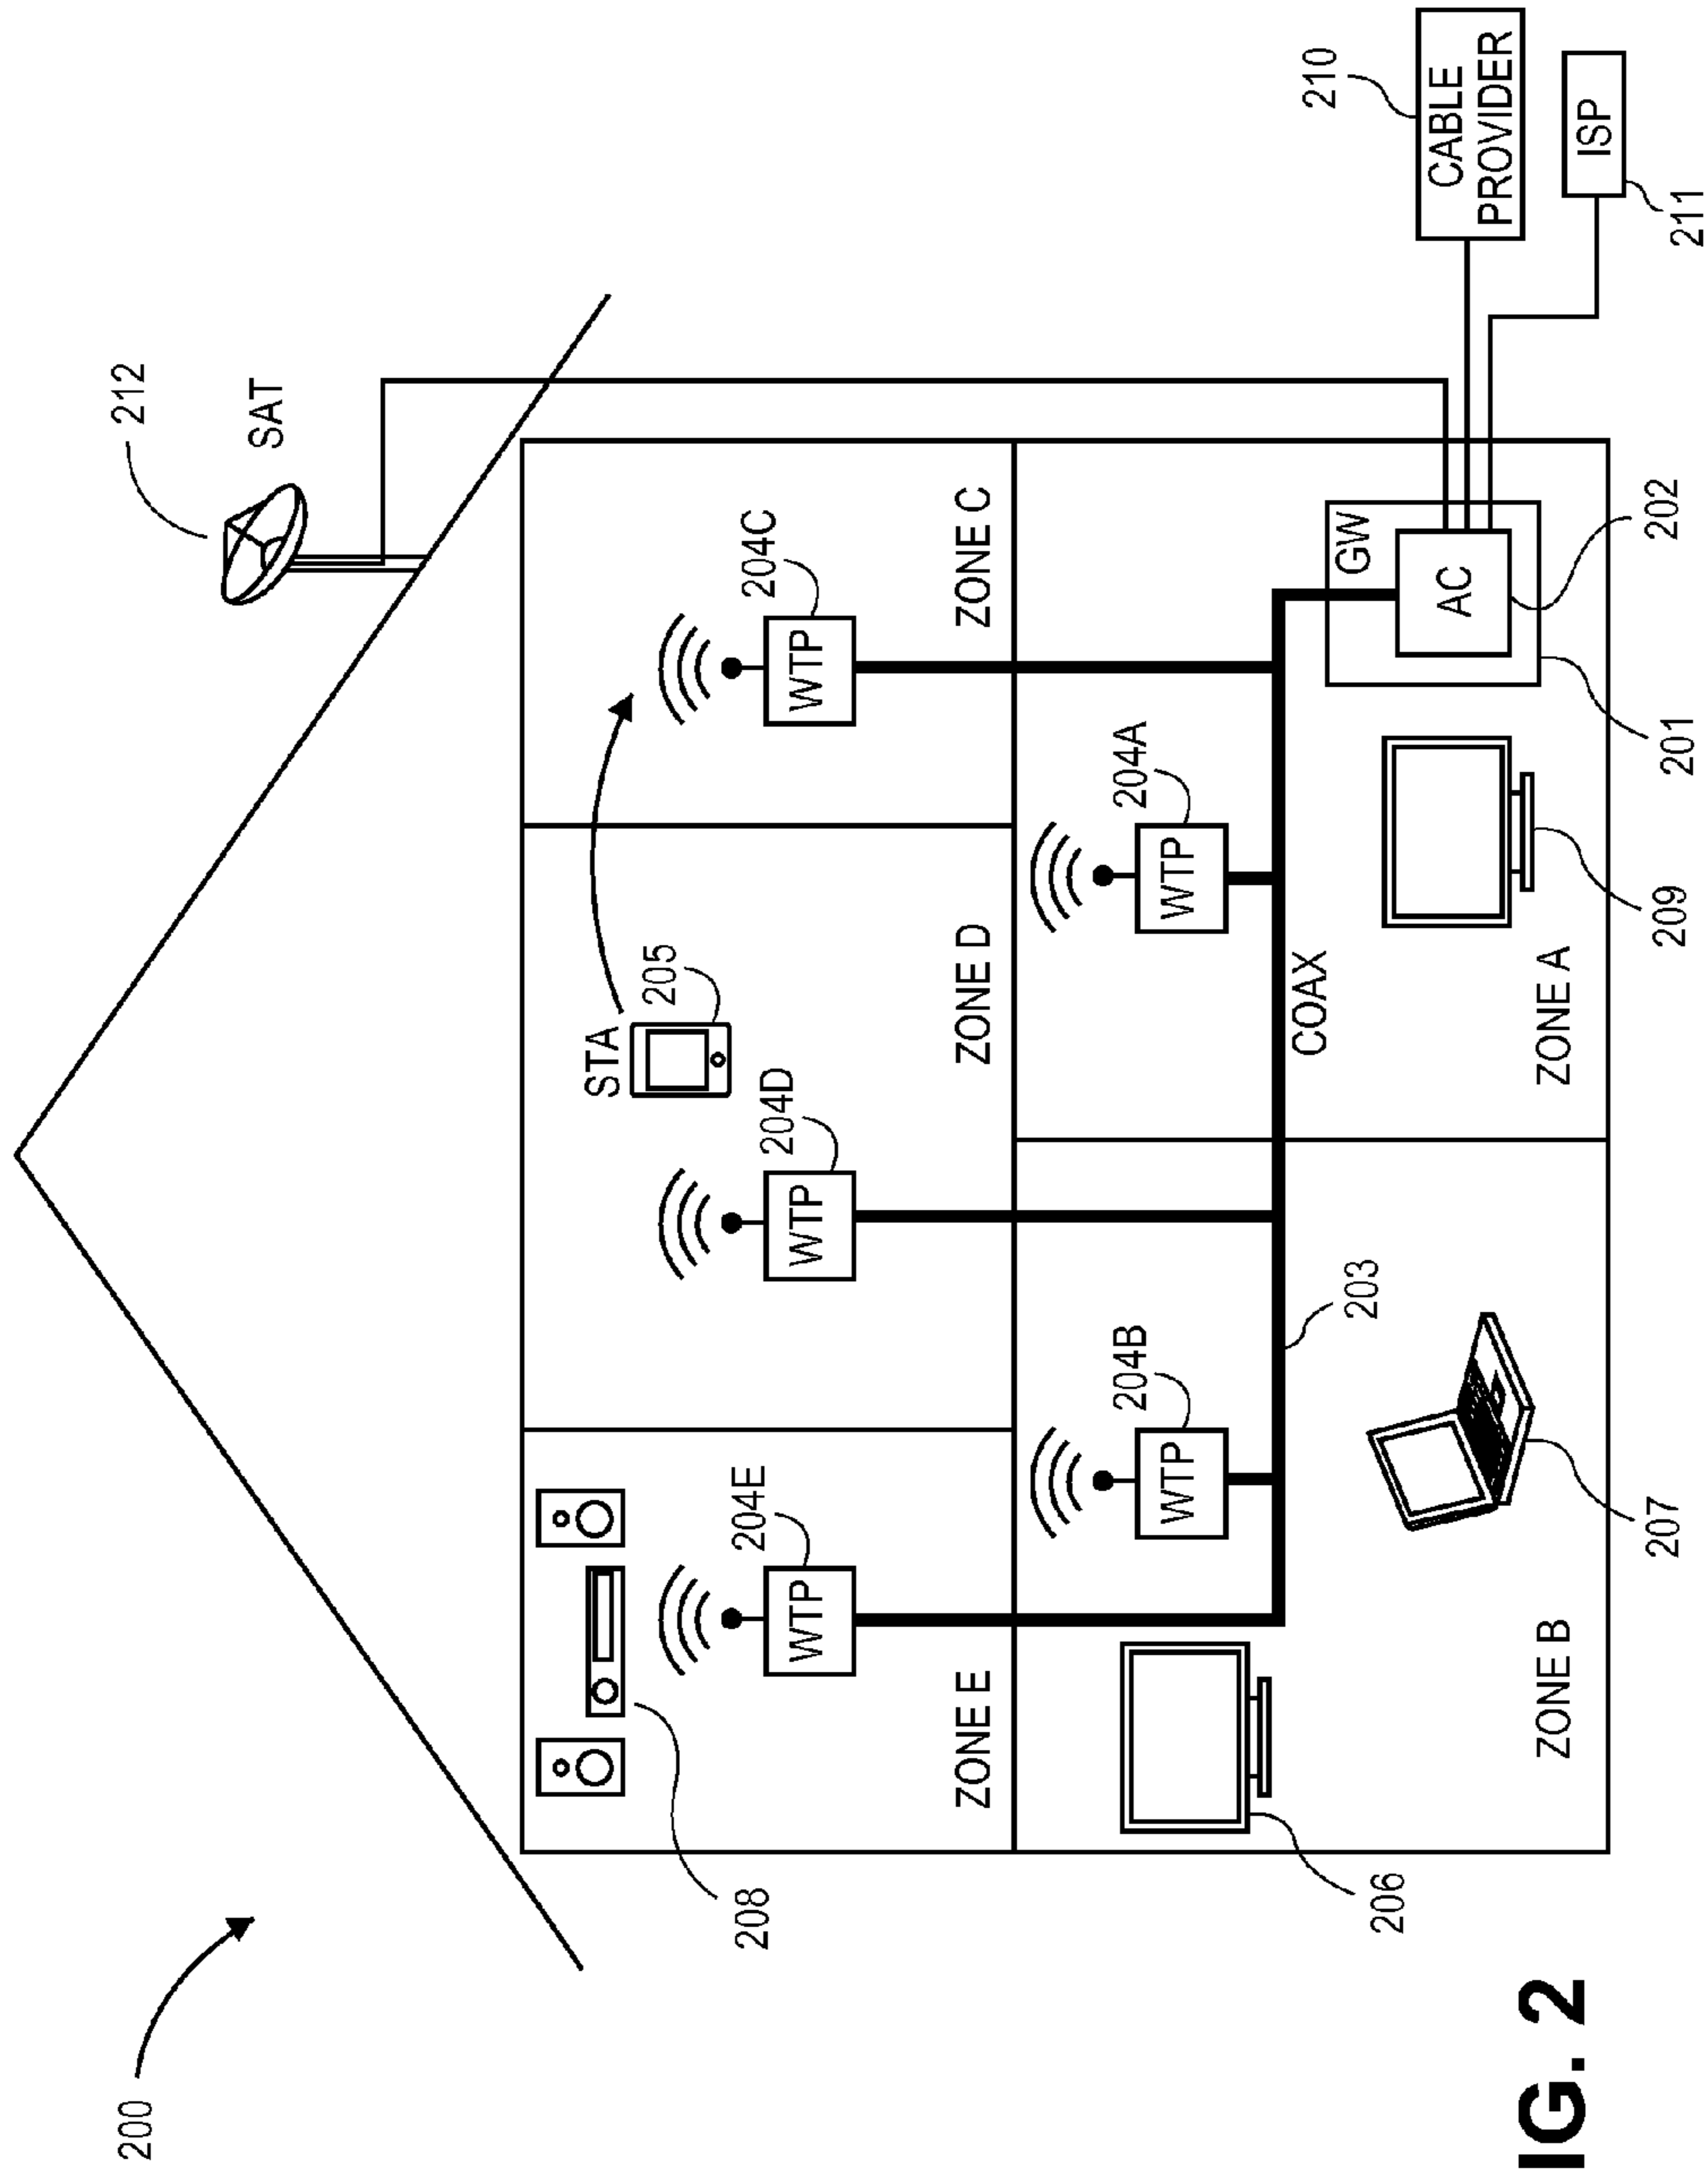 200
212
SAT
208
204E
ZONE E
STA
205
204D
ZONE D
204C
ZONE C
WTP
WTP
WTP
204B
204A
WTP
WTP
206
203
COAX
GW
AC
210
CABLE
PROVIDER
ISP
211
ZONE B
ZONE A
207
209
201
202
IG. 2